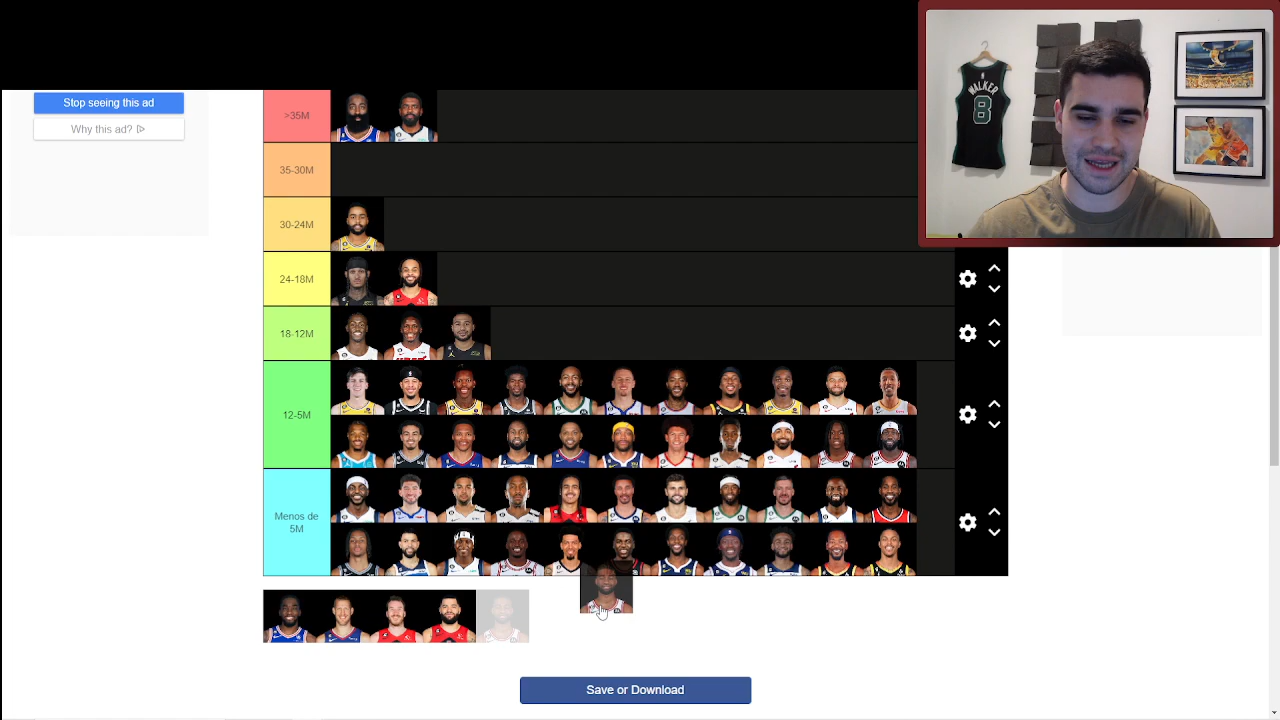 Stop seeing this ad
Why this ad?
>35M
35-30M
30-24M
24-18M
18-12M
12-5M
Menos de
5M
Save or Download
WALKER
8